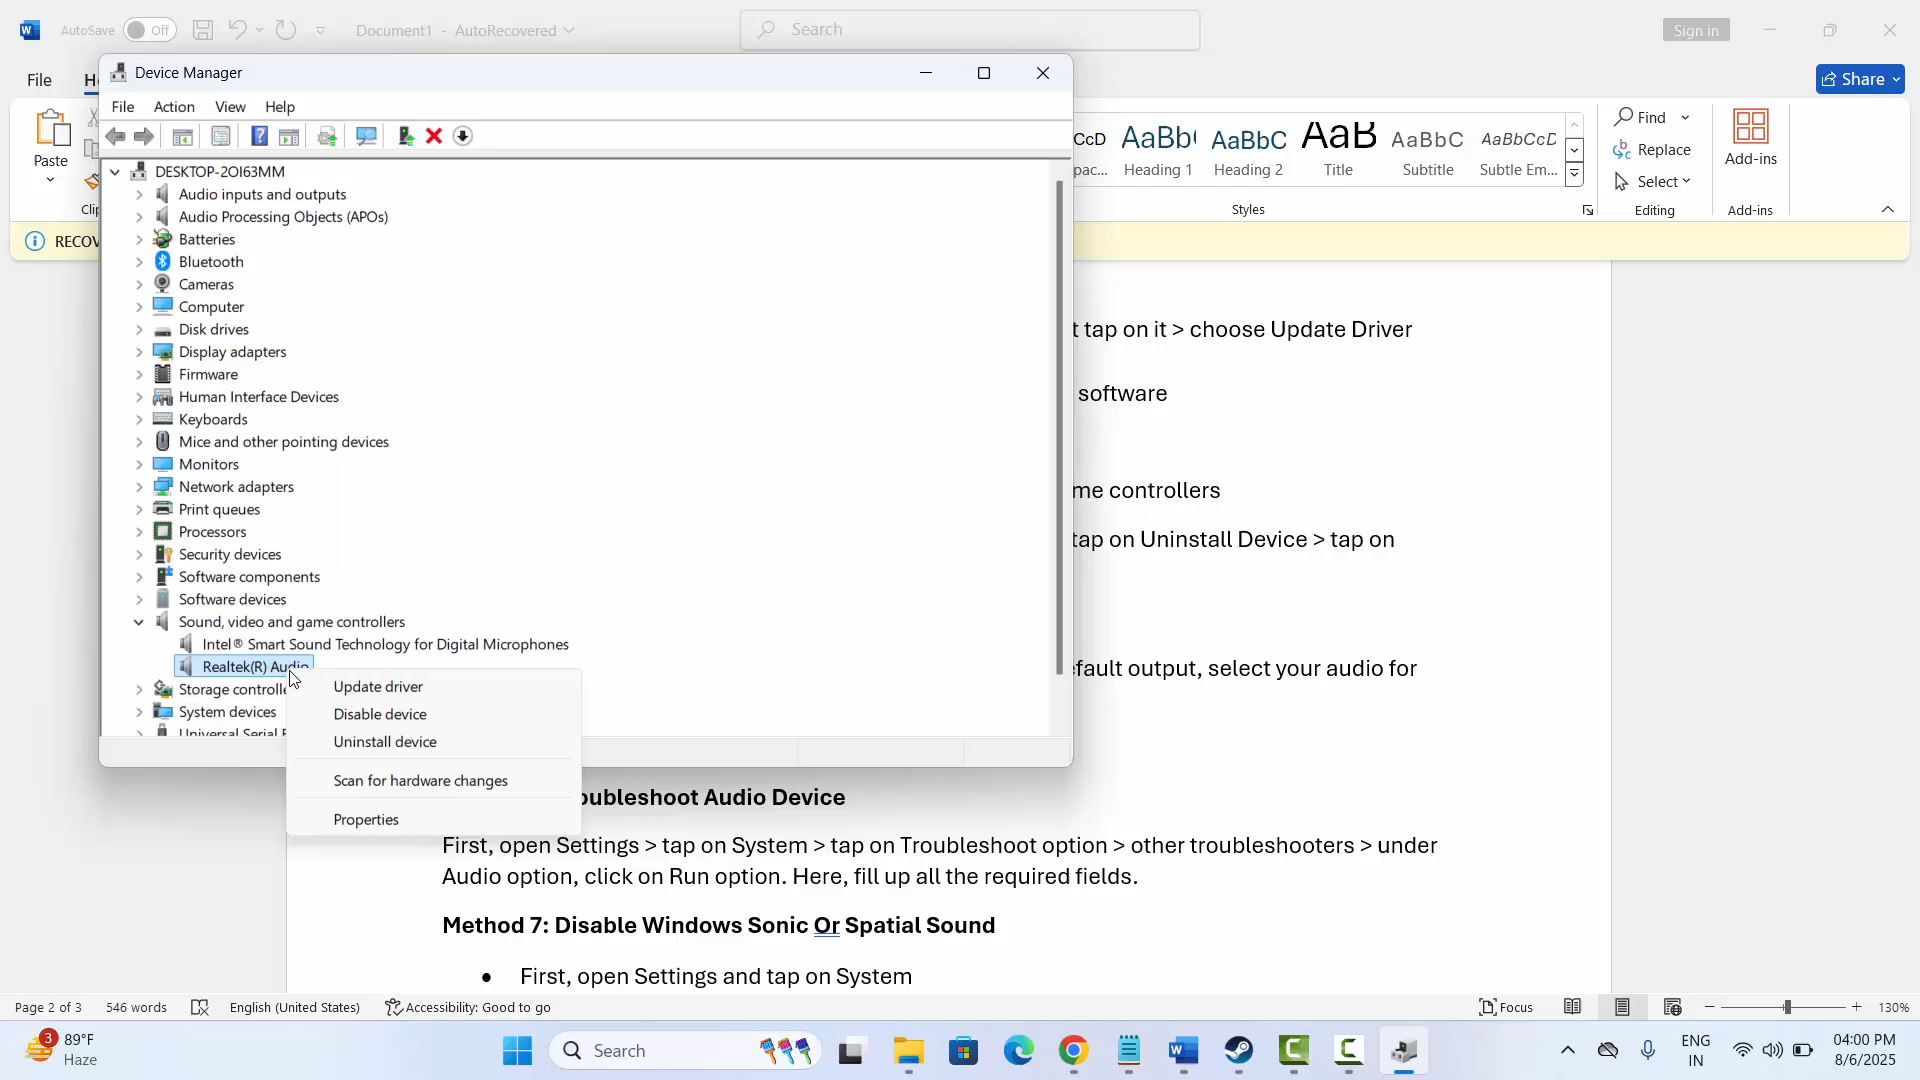 AutoSave Off Document1 - AutoRecovered Search Sign in
File Share
Device Manager
File Action View Help
Paste
AaBbC AaBbC AaB AaBbC AaBbCcD
Heading 1 Heading 2 Title Subtitle Subtle Em...
Styles
Find
Replace
Select
Editing
Add-ins
Add-ins
DESKTOP-2OI63MM
Audio inputs and outputs
Audio Processing Objects (APOs)
Batteries
Bluetooth
Cameras
Computer
Disk drives
Display adapters
Firmware
Human Interface Devices
Keyboards
Mice and other pointing devices
Monitors
Network adapters
Print queues
Processors
Security devices
Software components
Software devices
Sound, video and game controllers
Intel® Smart Sound Technology for Digital Microphones
Realtek(R) Audio
Storage controlle
System devices
Universal Serial
Update driver
Disable device
Uninstall device
Scan for hardware changes
Properties
t tap on it > choose Update Driver
software
me controllers
tap on Uninstall Device > tap on
efault output, select your audio for
oubleshoot Audio Device
First, open Settings > tap on System > tap on Troubleshoot option > other troubleshooters > under
Audio option, click on Run option. Here, fill up all the required fields.
Method 7: Disable Windows Sonic Or Spatial Sound
• First, open Settings and tap on System
Page 2 of 3 546 words English (United States) Accessibility: Good to go Focus 130%
3 89°F
Haze
Search
ENG
IN
04:00 PM
8/6/2025